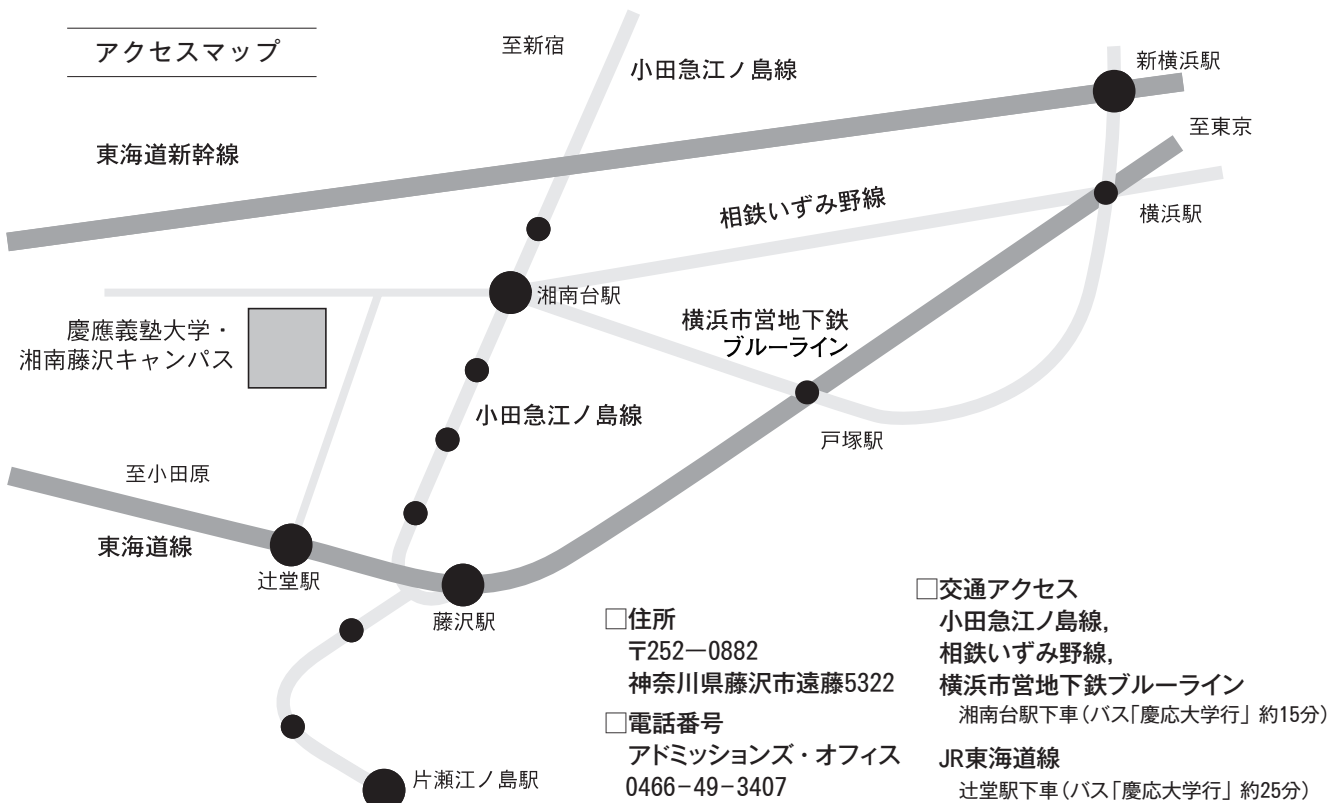 アクセスマップ
至新宿
小田急江ノ島線
新横浜駅
至東京
東海道新幹線
相鉄いずみ野線
横浜駅
湘南台駅
慶應義塾大学・
湘南藤沢キャンパス
横浜市営地下鉄
ブルーライン
小田急江ノ島線
戸塚駅
至小田原
東海道線
辻堂駅
藤沢駅
片瀬江ノ島駅
□住所
〒252－0882
神奈川県藤沢市遠藤5322
□電話番号
アドミッションズ・オフィス
0466−49−3407
□交通アクセス
小田急江ノ島線,
相鉄いずみ野線,
横浜市営地下鉄ブルーライン
湘南台駅下車（バス「慶応大学行」 約15分）
JR東海道線
辻堂駅下車（バス「慶応大学行」 約25分）